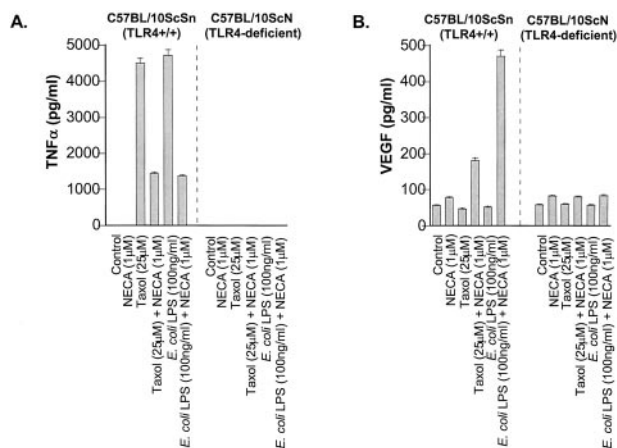 A.
C57BL/10ScSn
(TLR4+/+)
C57BL/10ScN
(TLR4-deficient)
TNFα (pg/ml)
5000
4000
3000
2000
1000
0
Control
NECA (1µM)
Taxol (25µM)
Taxol (25µM) + NECA (1µM)
E. coli LPS (100ng/ml)
E. coli LPS (100ng/ml) + NECA (1µM)
Control
NECA (1µM)
Taxol (25µM)
Taxol (25µM) + NECA (1µM)
E. coli LPS (100ng/ml)
E. coli LPS (100ng/ml) + NECA (1µM)
B.
C57BL/10ScSn
(TLR4+/+)
C57BL/10ScN
(TLR4-deficient)
VEGF (pg/ml)
500
400
300
200
100
0
Control
NECA (1µM)
Taxol (25µM)
Taxol (25µM) + NECA (1µM)
E. coli LPS (100ng/ml)
E. coli LPS (100ng/ml) + NECA (1µM)
Control
NECA (1µM)
Taxol (25µM)
Taxol (25µM) + NECA (1µM)
E. coli LPS (100ng/ml)
E. coli LPS (100ng/ml) + NECA (1µM)